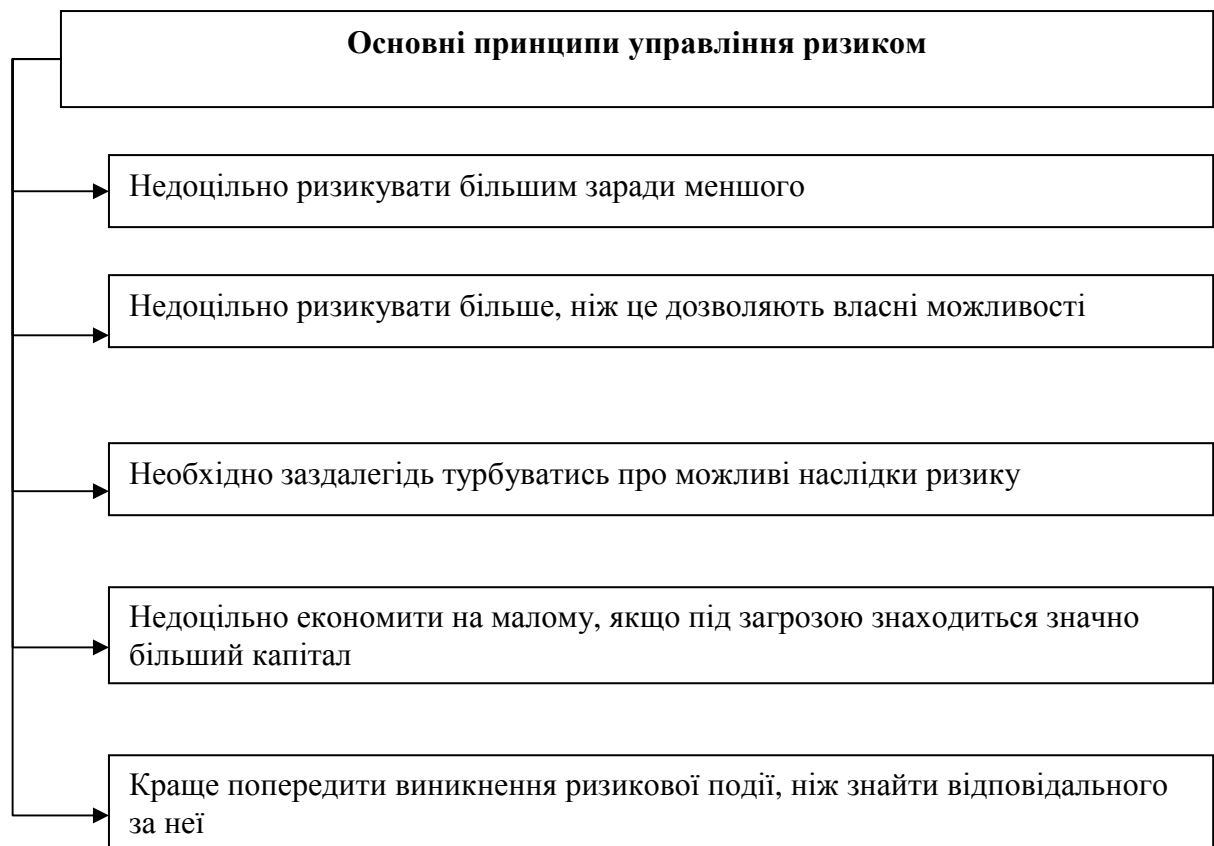 Основні принципи управління ризиком
Недоцільно ризикувати більшим заради меншого
Недоцільно ризикувати більше, ніж це дозволяють власні можливості
Необхідно заздалегідь турбуватись про можливі наслідки ризику
Недоцільно економити на малому, якщо під загрозою знаходиться значно
більший капітал
Краще попередити виникнення ризикової події, ніж знайти відповідального
за неї